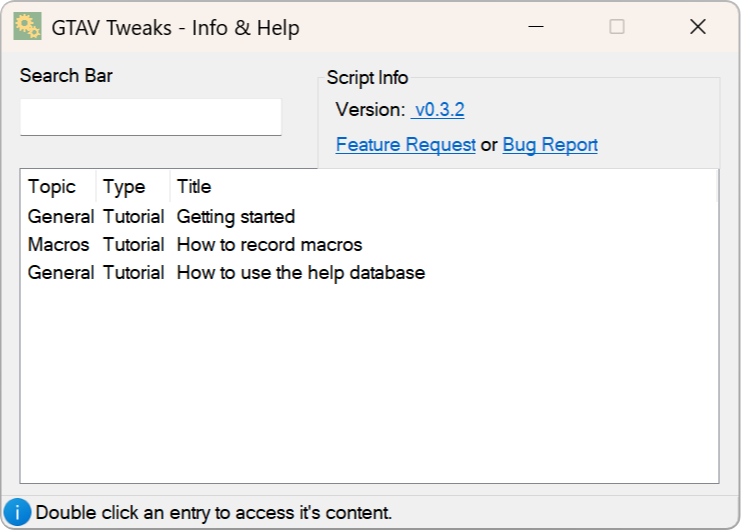 GTAV Tweaks - Info & Help
Search Bar
Script Info
Version: v0.3.2
Feature Request or Bug Report
Topic Type Title
General Tutorial Getting started
Macros Tutorial How to record macros
General Tutorial How to use the help database
Double click an entry to access it's content.